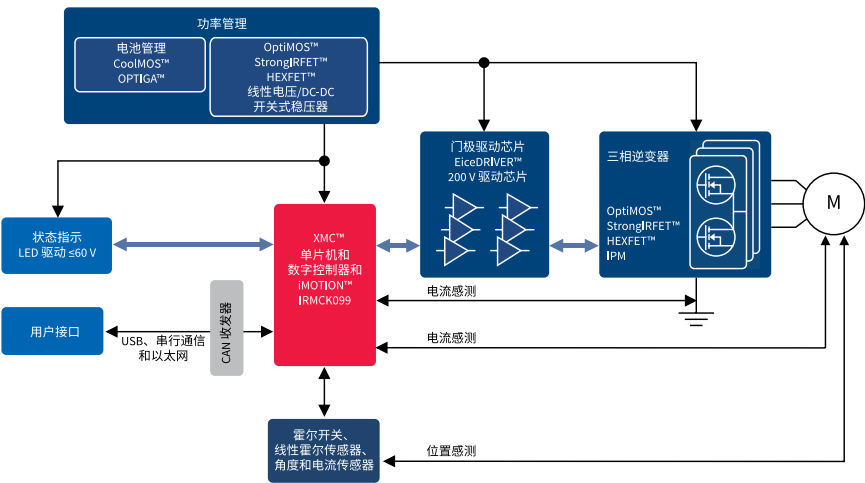 功率管理
电池管理
CoolMOS™
OPTIGA™
OptiMOS™
StrongIRFET™
HEXFET™
线性电压/DC-DC
开关式稳压器
门极驱动芯片
EiceDRIVER™
200 V 驱动芯片
三相逆变器
OptiMOS™
StrongIRFET™
HEXFET™
IPM
M
状态指示
LED 驱动 ≤60 V
XMC™
单片机和
数字控制器和
iMOTION™
IRMCK099
用户接口
USB、串行通信
和以太网
CAN 收发器
电流感测
电流感测
霍尔开关、
线性霍尔传感器、
角度和电流传感器
位置感测